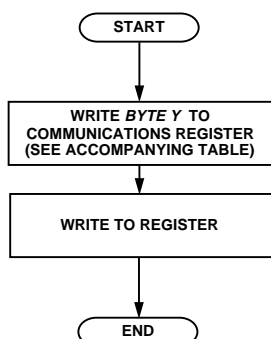 START
WRITE BYTE Y TO
COMMUNICATIONS REGISTER
(SEE ACCOMPANYING TABLE)
WRITE TO REGISTER
END